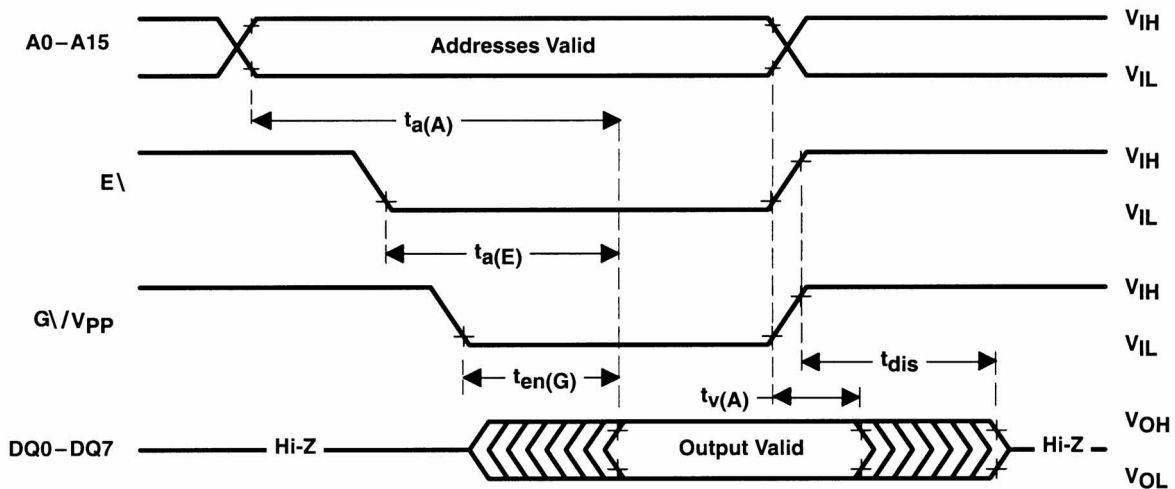 A0–A15 Addresses Valid VIH
VIL
ta(A)
E\ VIH
VIL
ta(E)
G\/VPP VIH
VIL
ten(G) tdis
tv(A)
DQ0–DQ7 Hi-Z Output Valid Hi-Z VOH
VOL